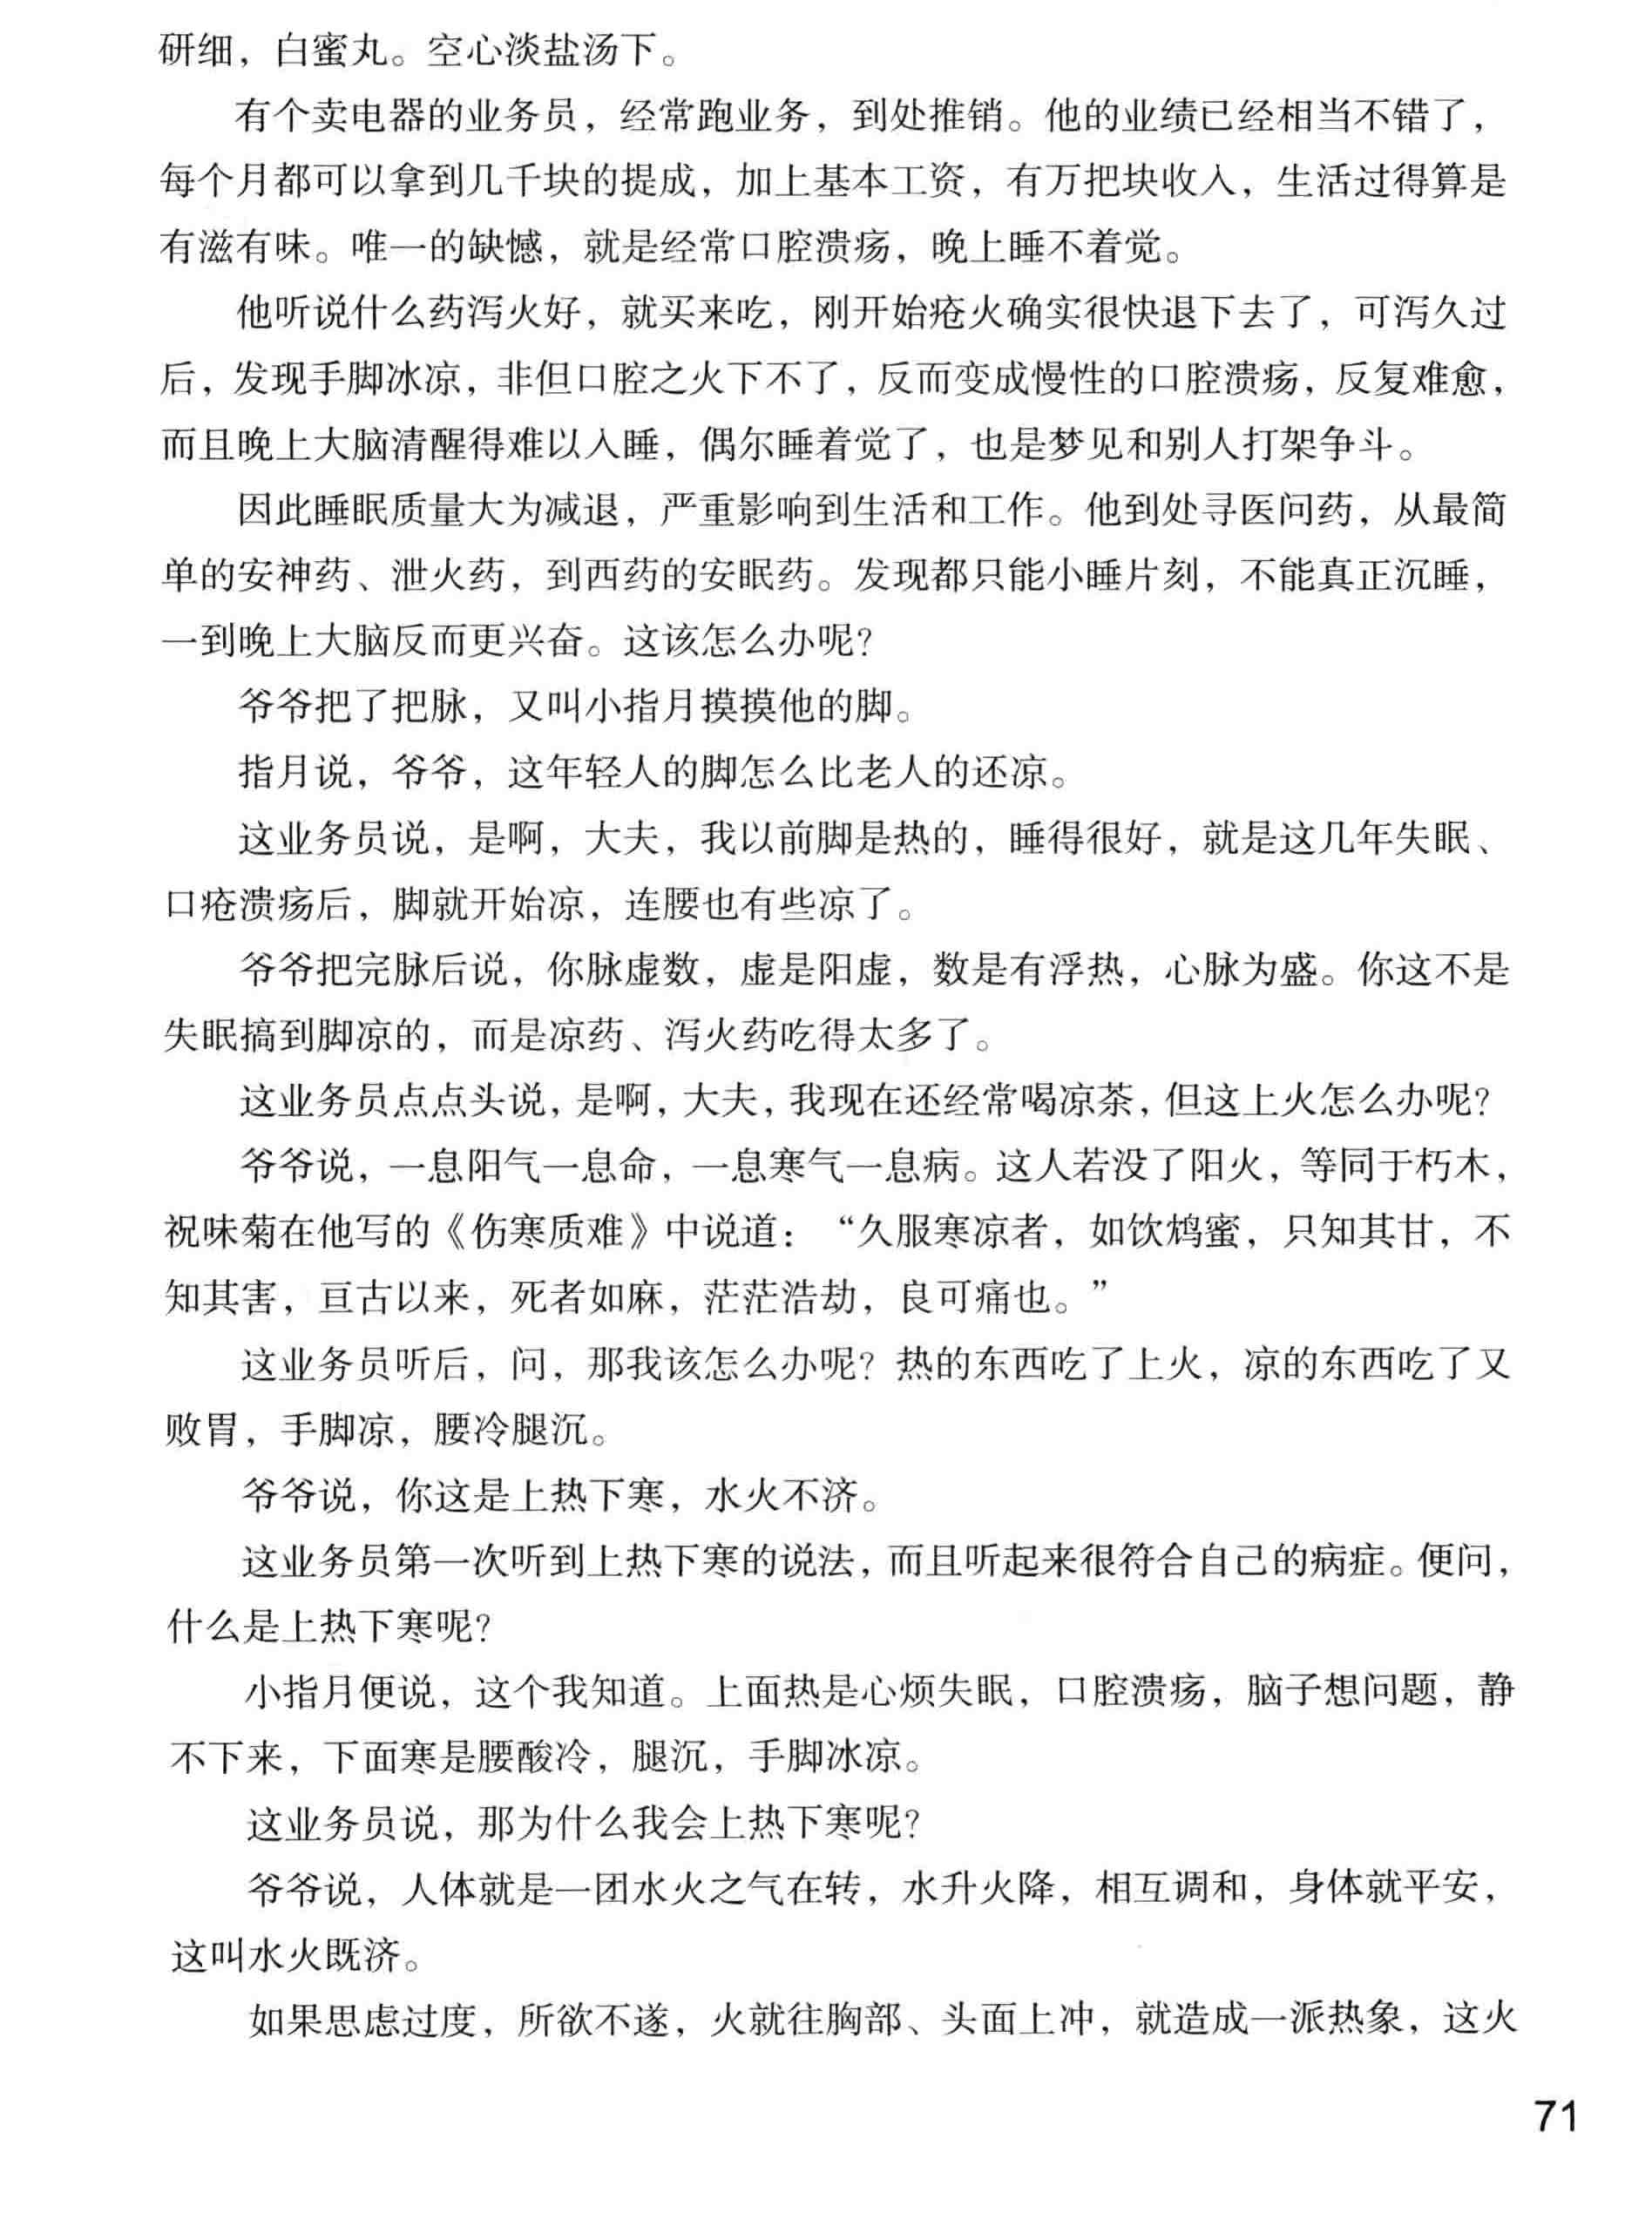 研细，白蜜丸。空心淡盐汤下。
有个卖电器的业务员，经常跑业务，到处推销。他的业绩已经相当不错了，
每个月都可以拿到几千块的提成，加上基本工资，有万把块收入，生活过得算是
有滋有味。唯一的缺憾，就是经常口腔溃疡，晚上睡不着觉。
他听说什么药泻火好，就买来吃，刚开始疮火确实很快退下去了，可泻久过
后，发现手脚冰凉，非但口腔之火下不了，反而变成慢性的口腔溃疡，反复难愈，
而且晚上大脑清醒得难以入睡，偶尔睡着觉了，也是梦见和别人打架争斗。
因此睡眠质量大为减退，严重影响到生活和工作。他到处寻医问药，从最简
单的安神药、泄火药，到西药的安眠药。发现都只能小睡片刻，不能真正沉睡，
一到晚上大脑反而更兴奋。这该怎么办呢？
爷爷把了把脉，又叫小指月摸摸他的脚。
指月说，爷爷，这年轻人的脚怎么比老人的还凉。
这业务员说，是啊，大夫，我以前脚是热的，睡得很好，就是这几年失眠、
口疮溃疡后，脚就开始凉，连腰也有些凉了。
爷爷把完脉后说，你脉虚数，虚是阳虚，数是有浮热，心脉为盛。你这不是
失眠搞到脚凉的，而是凉药、泻火药吃得太多了。
这业务员点点头说，是啊，大夫，我现在还经常喝凉茶，但这上火怎么办呢？
爷爷说，一息阳气一息命，一息寒气一息病。这人若没了阳火，等同于朽木，
祝味菊在他写的《伤寒质难》中说道：“久服寒凉者，如饮鸩蜜，只知其甘，不
知其害，亘古以来，死者如麻，茫茫浩劫，良可痛也。”
这业务员听后，问，那我该怎么办呢？热的东西吃了上火，凉的东西吃了又
败胃，手脚凉，腰冷腿沉。
爷爷说，你这是上热下寒，水火不济。
这业务员第一次听到上热下寒的说法，而且听起来很符合自己的病症。便问，
什么是上热下寒呢？
小指月便说，这个我知道。上面热是心烦失眠，口腔溃疡，脑子想问题，静
不下来，下面寒是腰酸冷，腿沉，手脚冰凉。
这业务员说，那为什么我会上热下寒呢？
爷爷说，人体就是一团水火之气在转，水升火降，相互调和，身体就平安，
这叫水火既济。
如果思虑过度，所欲不遂，火就往胸部、头面上冲，就造成一派热象，这火
71